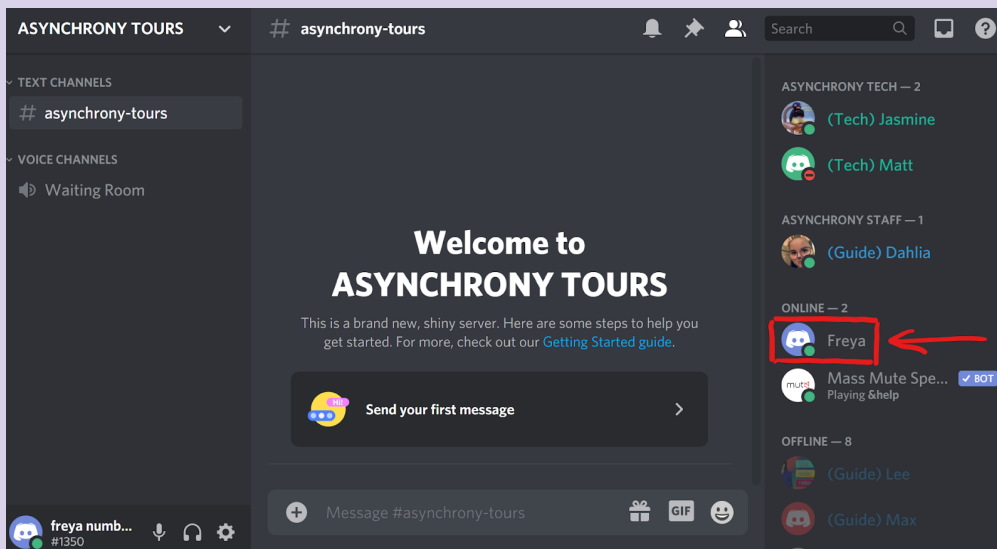 ASYNCHRONY TOURS
# asynchrony-tours
Search
TEXT CHANNELS
# asynchrony-tours
VOICE CHANNELS
Waiting Room
Welcome to
ASYNCHRONY TOURS
This is a brand new, shiny server. Here are some steps to help you
get started. For more, check out our Getting Started guide.
Hi!
Send your first message
Message #asynchrony-tours
GIF
freya numb...
#1350
ASYNCHRONY TECH — 2
(Tech) Jasmine
(Tech) Matt
ASYNCHRONY STAFF — 1
(Guide) Dahlia
ONLINE — 2
Freya
mute!
Mass Mute Spe... BOT
Playing &help
OFFLINE — 8
(Guide) Lee
(Guide) Max